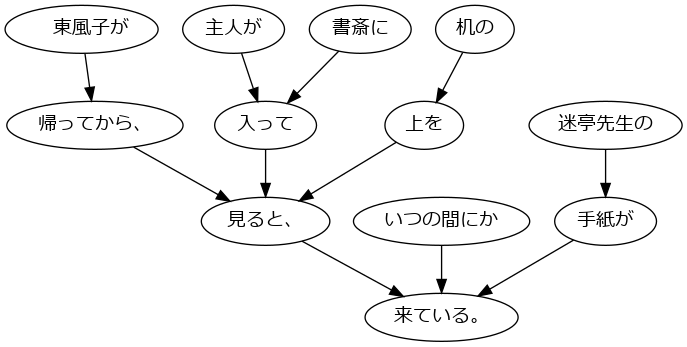 東風子が
主人が
書斎に
机の
帰ってから、
入って
上を
迷亭先生の
見ると、
いつの間にか
手紙が
来ている。